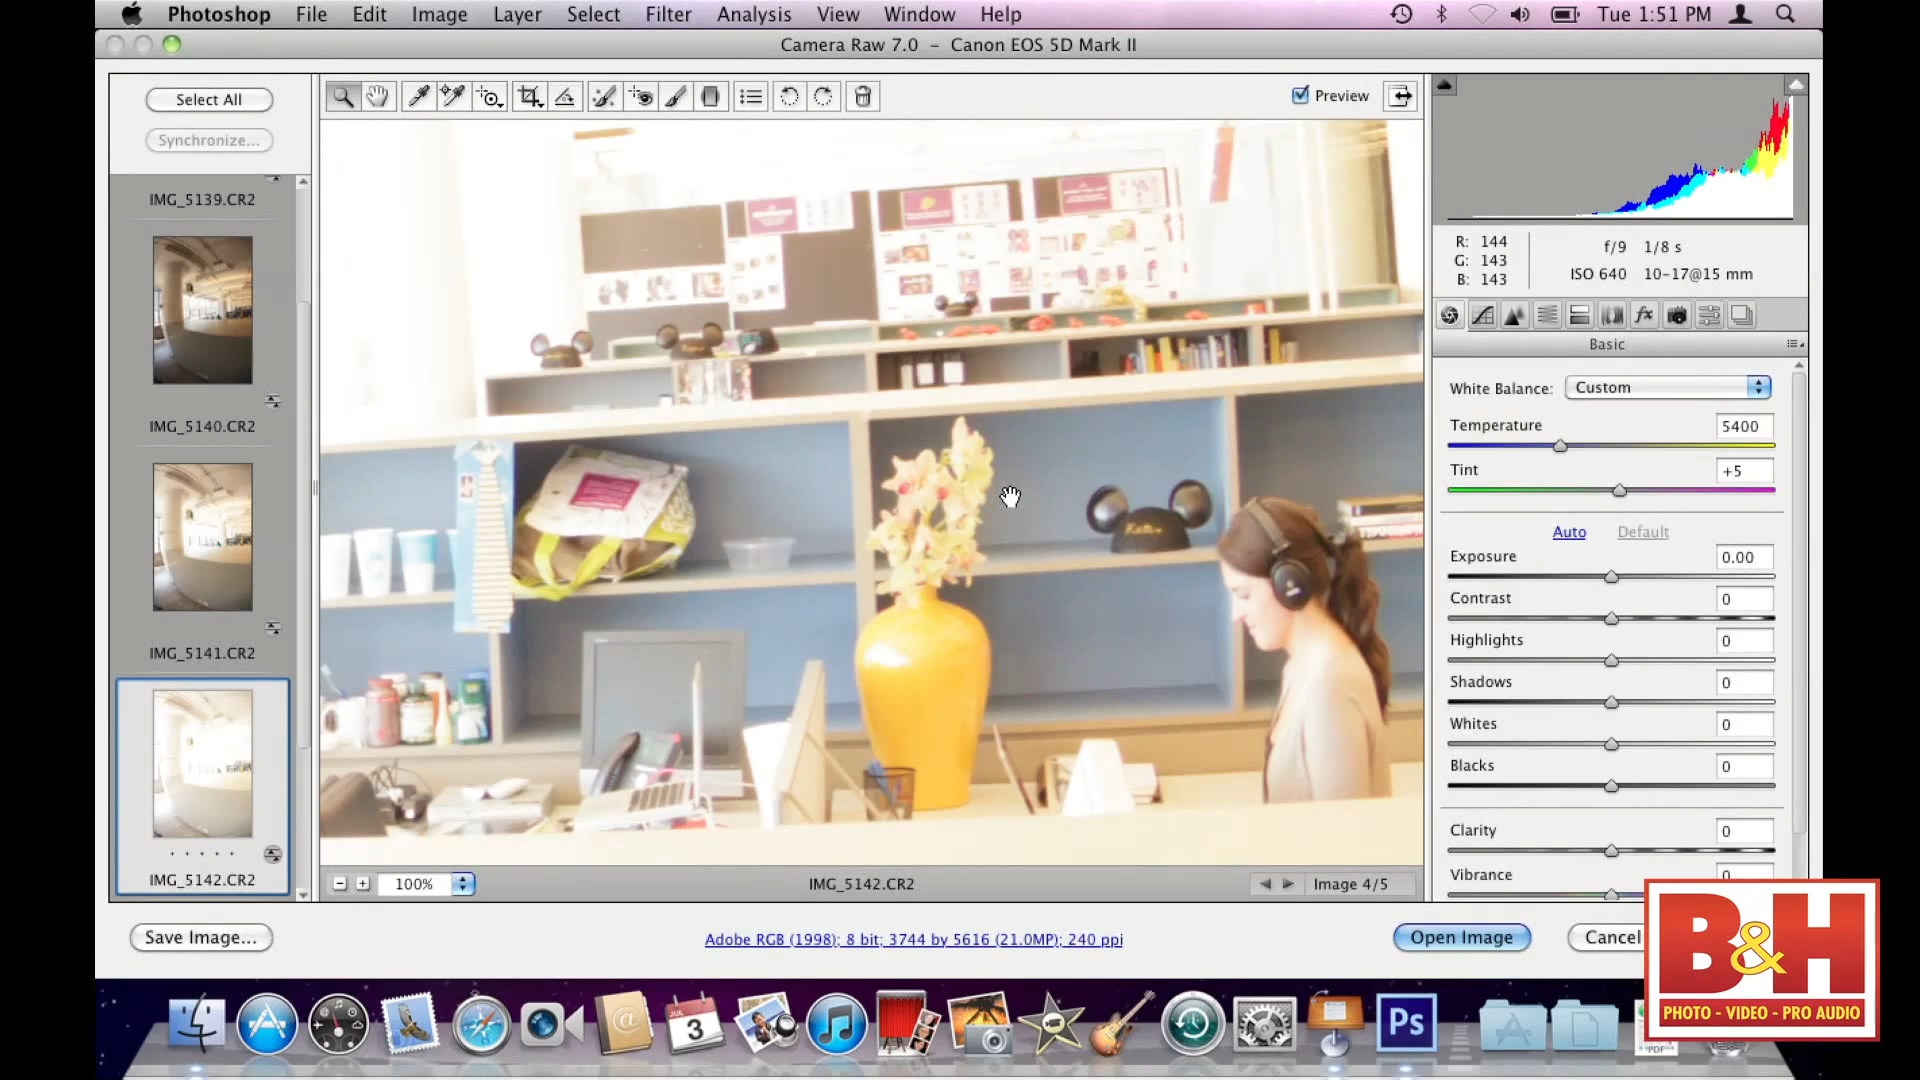 Photoshop File Edit Image Layer Select Filter Analysis View Window Help Tue 1:51 PM
Camera Raw 7.0 – Canon EOS 5D Mark II
Select All
Synchronize...
Preview
IMG_5139.CR2
IMG_5140.CR2
IMG_5141.CR2
IMG_5142.CR2
R: 144
G: 143
B: 143
f/9 1/8 s
ISO 640 10-17@15 mm
Basic
White Balance: Custom
Temperature 5400
Tint +5
Auto Default
Exposure 0.00
Contrast 0
Highlights 0
Shadows 0
Whites 0
Blacks 0
Clarity 0
Vibrance 0
100% IMG_5142.CR2 Image 4/5
Save Image... Adobe RGB (1998); 8 bit; 3744 by 5616 (21.0MP); 240 ppi Open Image Cancel
JUL
3
Ps
PDF
B&H
PHOTO - VIDEO - PRO AUDIO